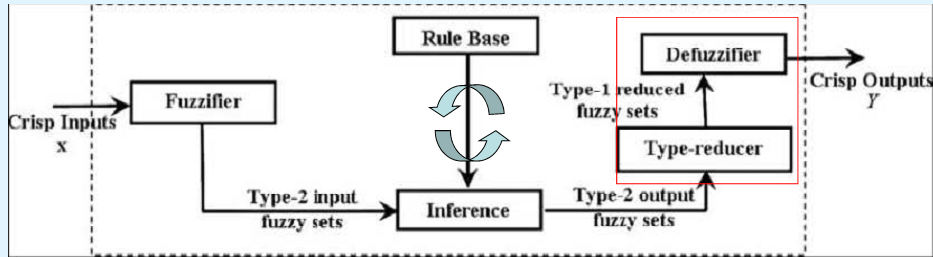 Rule Base
Defuzzifier
Crisp Outputs
Y
Fuzzifier
Type-1 reduced
fuzzy sets
Crisp Inputs
x
Type-reducer
Type-2 input
fuzzy sets
Inference
Type-2 output
fuzzy sets